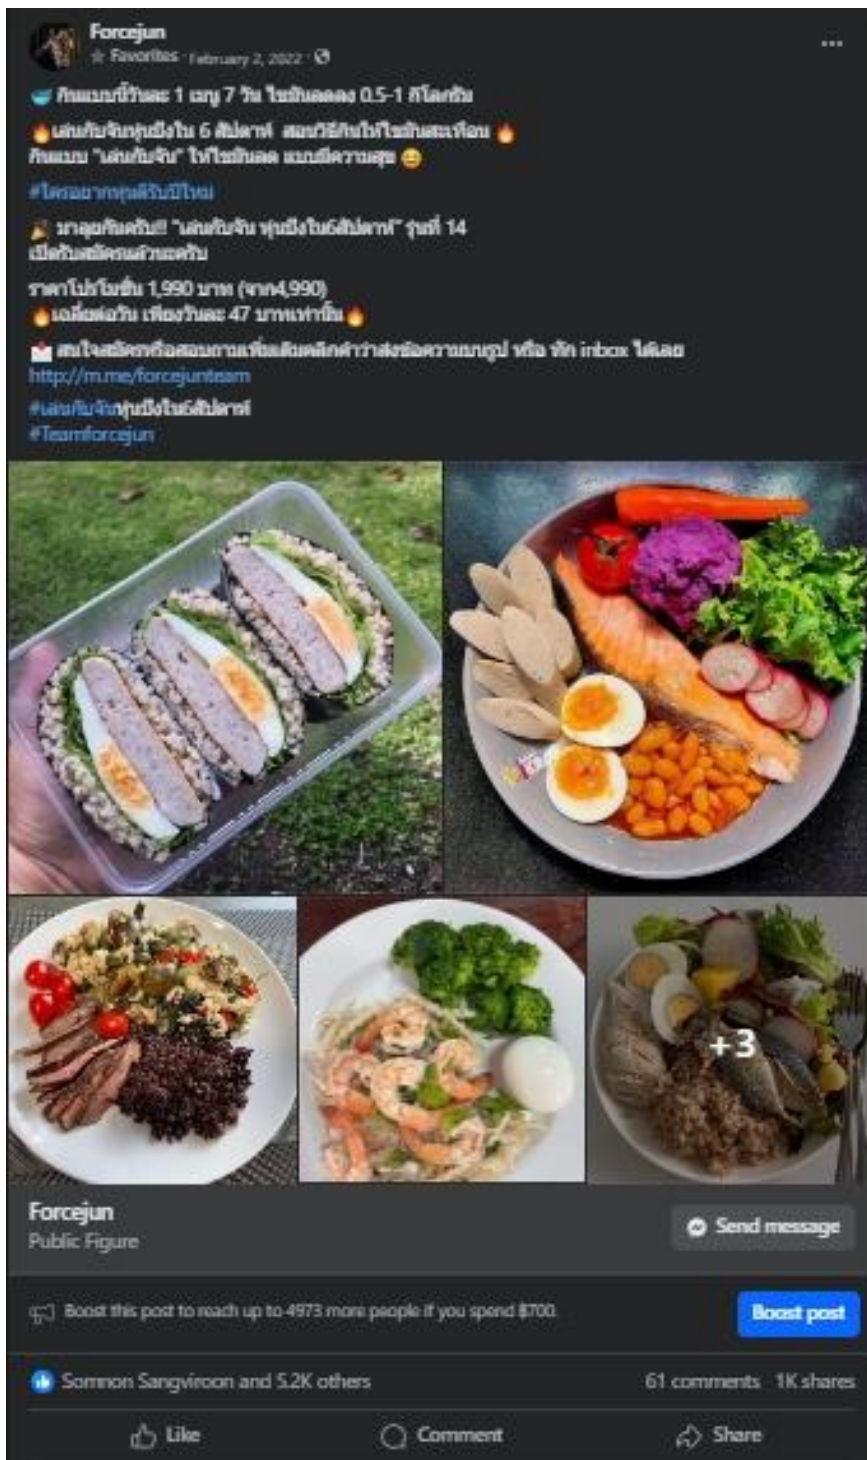 Forcejun
Favorites · February 2, 2022 ·
กินแบบนี้วันละ 1 เมนู 7 วัน ไขมันลดลง 0.5-1 กิโลกรัม
🔥เล่นกับจันหุ่นปังใน 6 สัปดาห์ สอนวิธีกินให้ไขมันสะเทือน 🔥
กินแบบ "เล่นกับจัน" ให้ไขมันลด แบบมีความสุข 😄
#ใครอยากหุ่นดีรับปีใหม่
🎉 มาลุยกันครับ!! "เล่นกับจัน หุ่นปังใน6สัปดาห์" รุ่นที่ 14
เปิดรับสมัครแล้วนะครับ
ราคาโปรโมชั่น 1,990 บาท (จาก4,990)
🔥เฉลี่ยต่อวัน เพียงวันละ 47 บาทเท่านั้น🔥
📩 สนใจสมัครหรือสอบถามเพิ่มเติมคลิกคำว่าส่งข้อความบนรูป หรือ ทัก inbox ได้เลย
http://m.me/forcejunteam
#เล่นกับจันหุ่นปังใน6สัปดาห์
#Teamforcejun
+3
Forcejun
Public Figure
Send message
Boost this post to reach up to 4973 more people if you spend ฿700.
Boost post
Somnon Sangviroon and 5.2K others
61 comments 1K shares
Like Comment Share